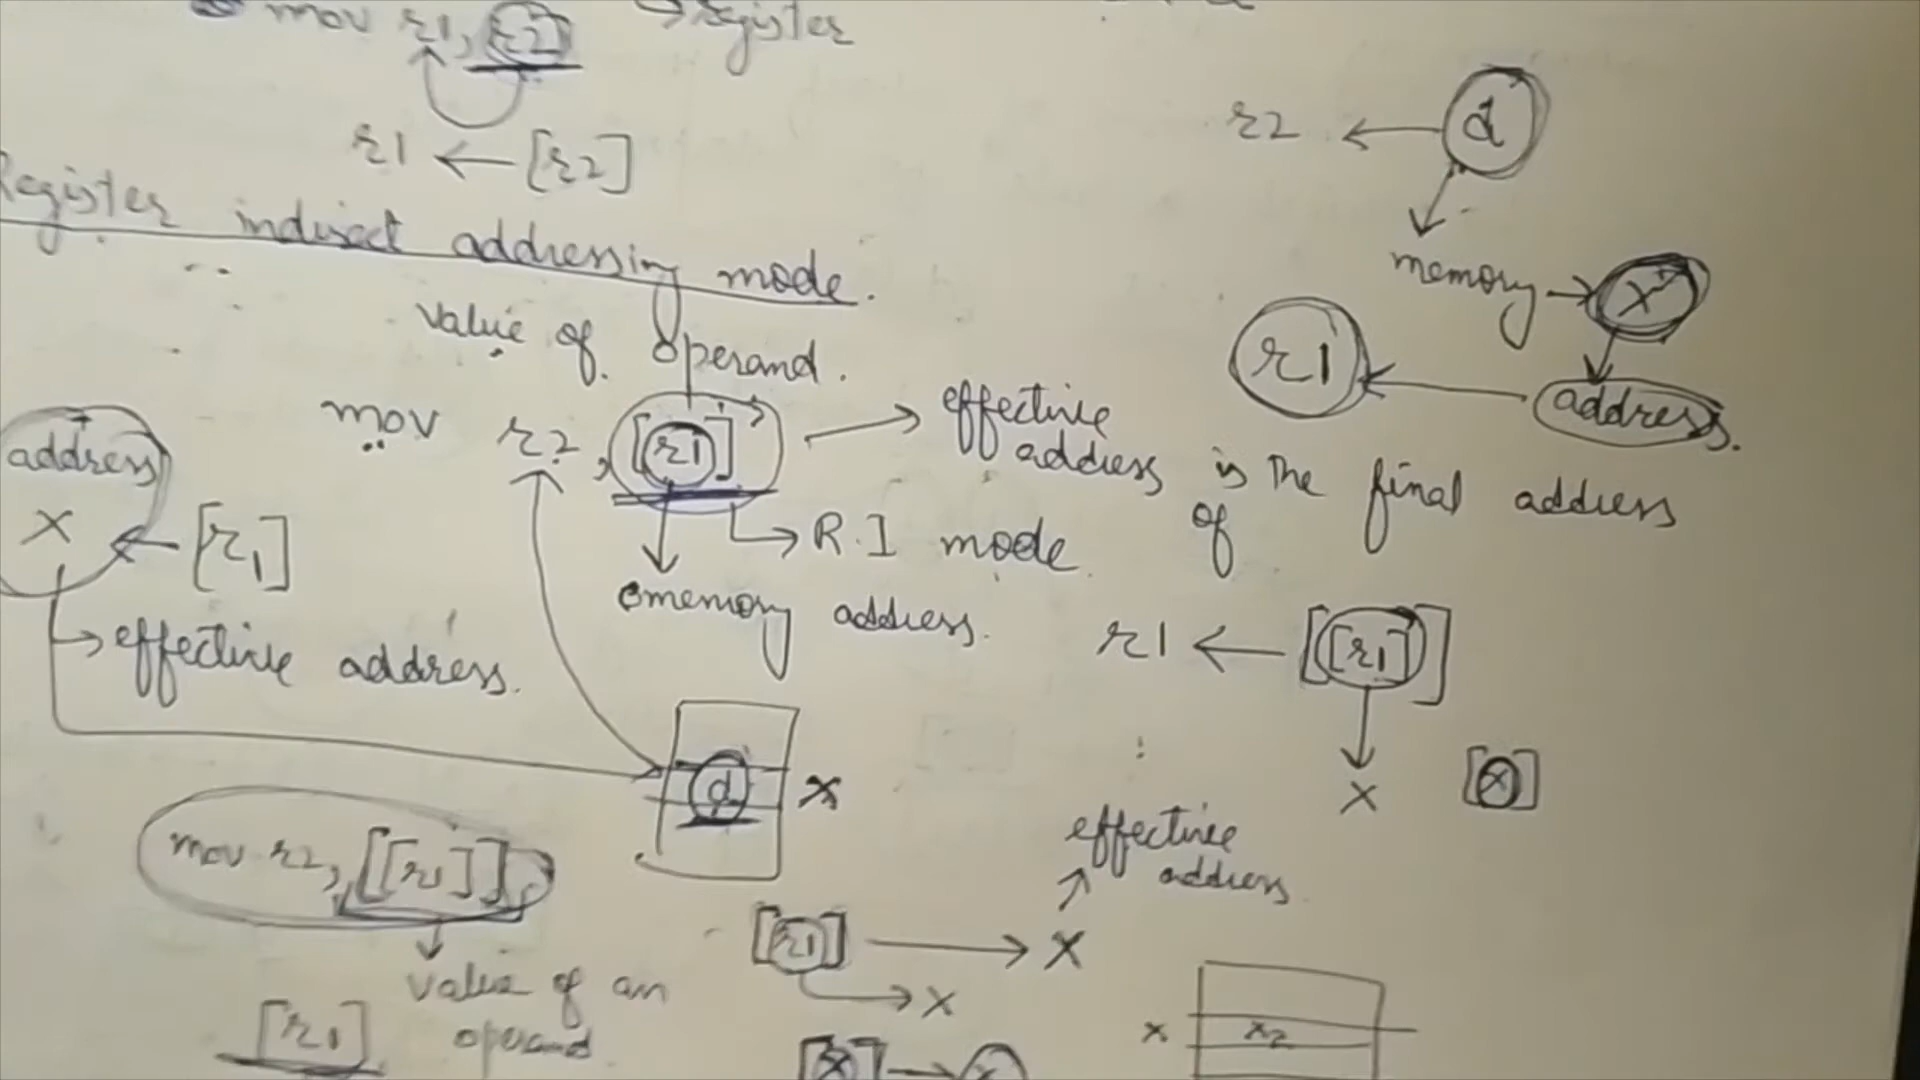 mov r1, r2 → register
r1 ← [r2]
Register indirect addressing mode.
value of operand.
mov r2, [r1] → effective address is the final address of
R.I mode
memory address.
address
X ← [r1]
effective address.
d X
mov r2, [[r1]]
value of an operand
[r1]
r2 ← d
memory → X
address.
r1
r1 ← [[r1]]
X [X]
effective address
[r1] → X
→ X
[X] →
X X2